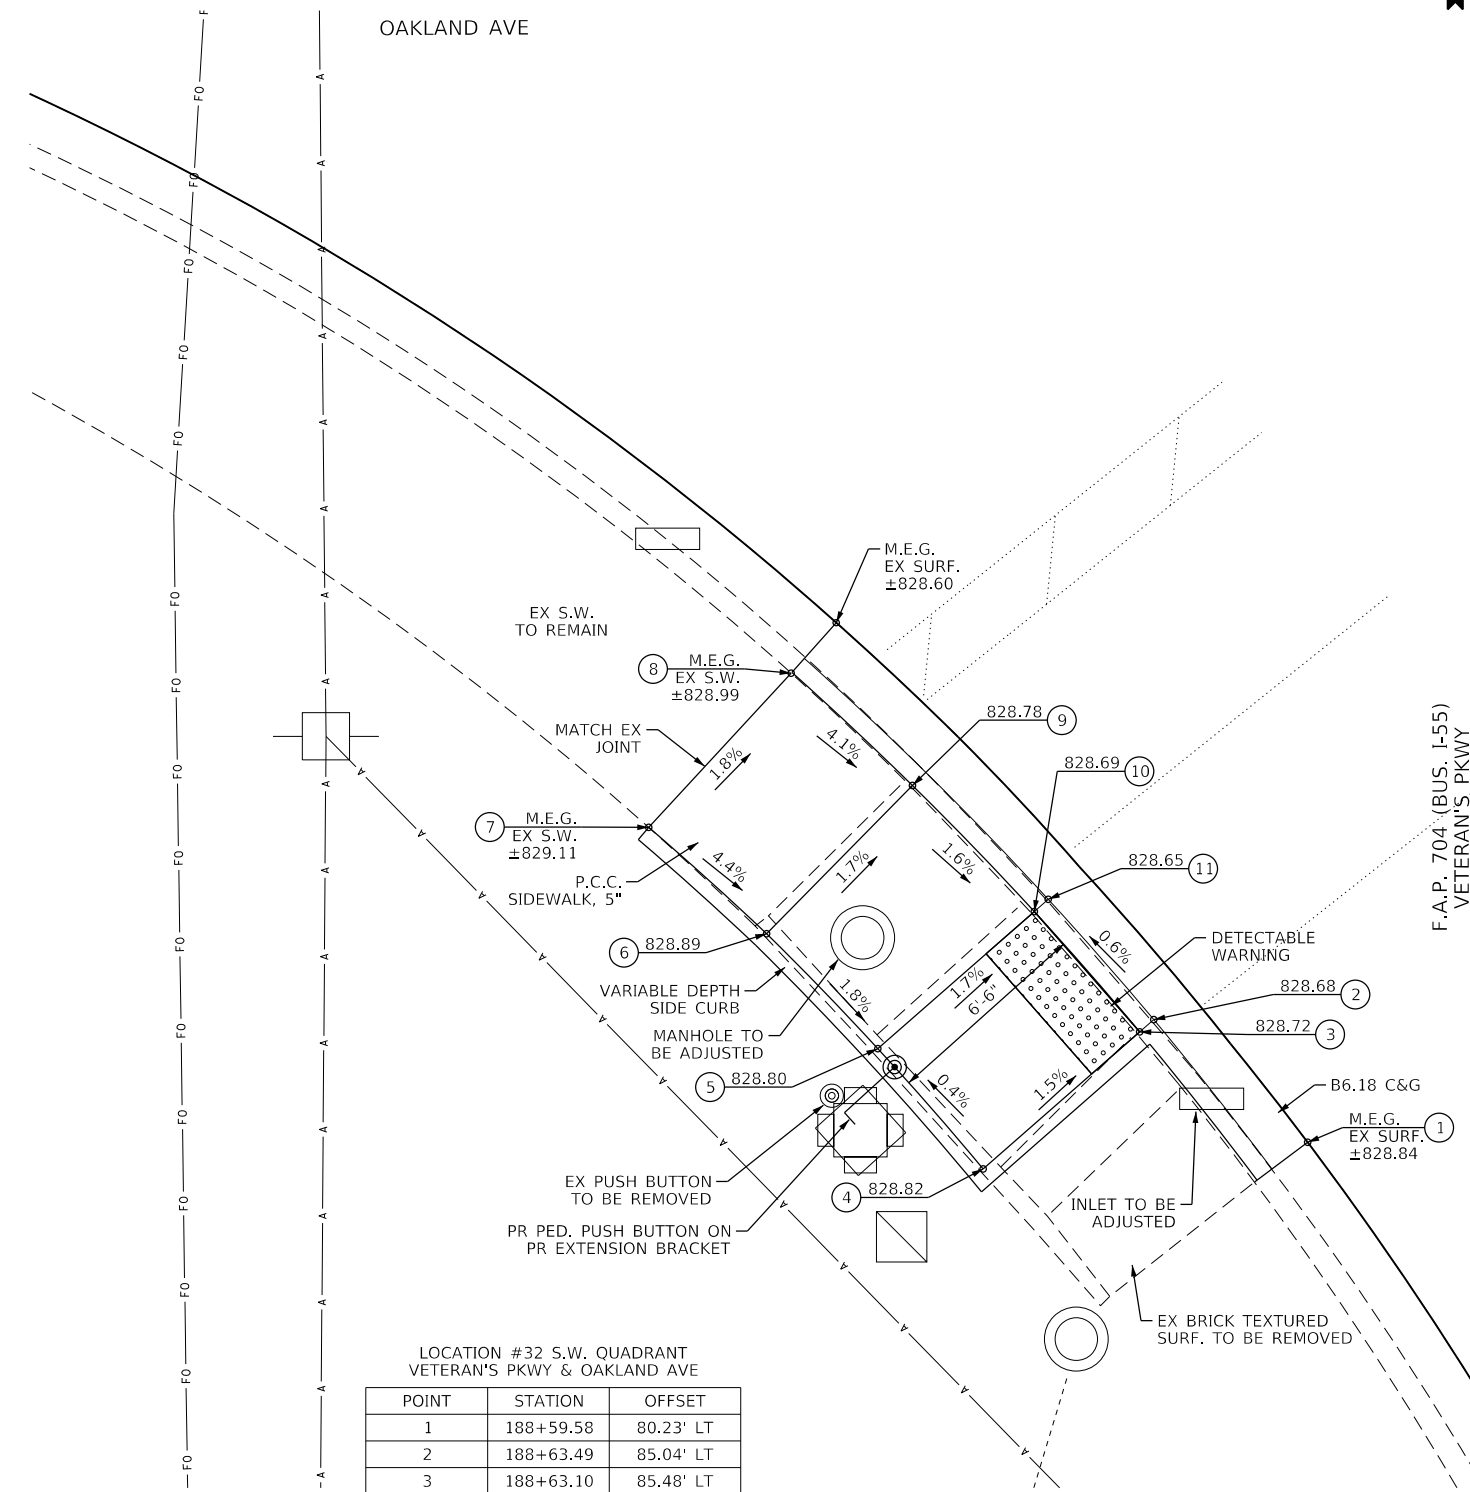 OAKLAND AVE
M.E.G.
EX SURF.
±828.60
EX S.W.
TO REMAIN
8
M.E.G.
EX S.W.
±828.99
828.78
9
MATCH EX
JOINT
1.8%
4.1%
828.69
10
F.A.P. 704 (BUS. I-55)
VETERAN'S PKWY
7
M.E.G.
EX S.W.
±829.11
4.4%
1.7%
1.6%
828.65
11
P.C.C.
SIDEWALK, 5"
6
828.89
0.6%
DETECTABLE
WARNING
VARIABLE DEPTH
SIDE CURB
1.8%
1.7%
6'-6"
828.68
2
MANHOLE TO
BE ADJUSTED
828.72
3
5
828.80
0.4%
1.5%
B6.18 C&G
M.E.G.
EX SURF.
±828.84
1
EX PUSH BUTTON
TO BE REMOVED
4
828.82
INLET TO BE
ADJUSTED
PR PED. PUSH BUTTON ON
PR EXTENSION BRACKET
EX BRICK TEXTURED
SURF. TO BE REMOVED
LOCATION #32 S.W. QUADRANT
VETERAN'S PKWY & OAKLAND AVE
POINT STATION OFFSET
1 188+59.58 80.23' LT
2 188+63.49 85.04' LT
3 188+63.10 85.48' LT